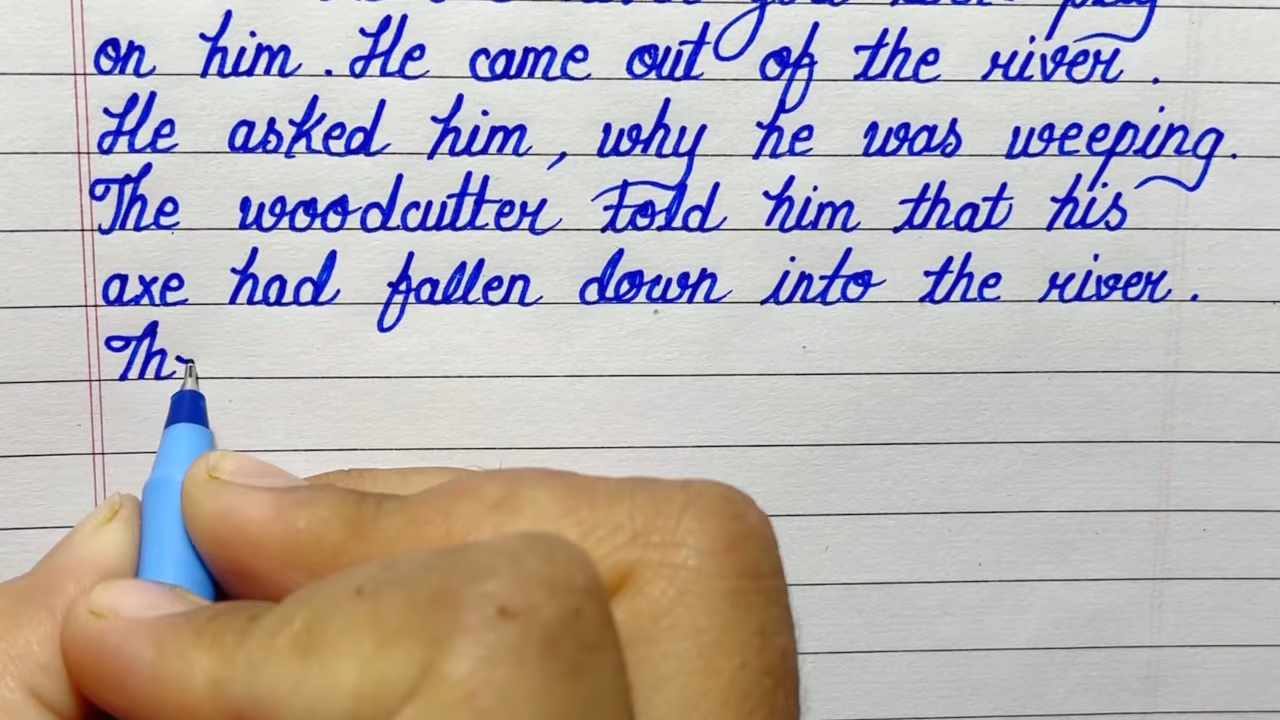 on him. He came out of the river.
He asked him, why he was weeping.
The woodcutter told him that his
axe had fallen down into the river.
Th